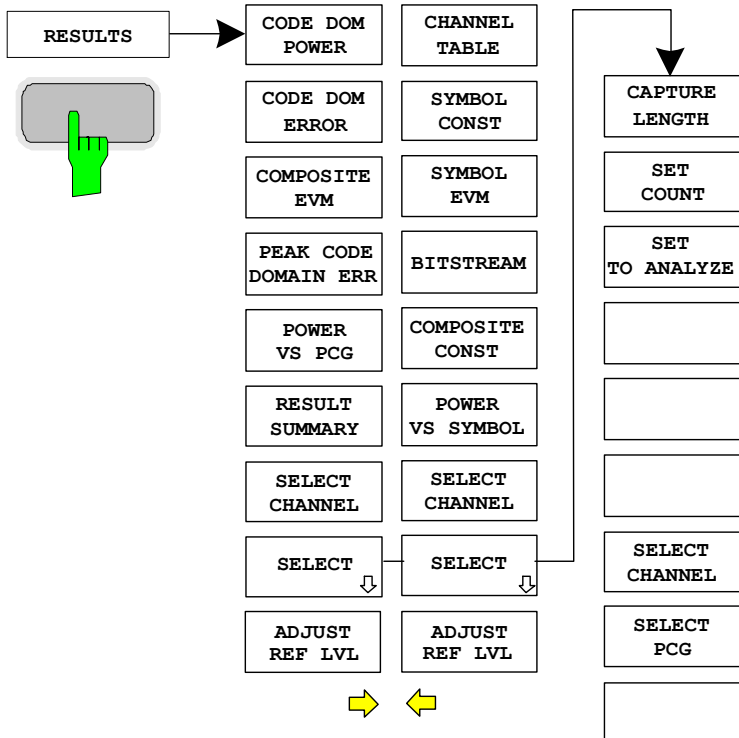 RESULTS
CODE DOM
POWER
CODE DOM
ERROR
COMPOSITE
EVM
PEAK CODE
DOMAIN ERR
POWER
VS PCG
RESULT
SUMMARY
SELECT
CHANNEL
SELECT
ADJUST
REF LVL
CHANNEL
TABLE
SYMBOL
CONST
SYMBOL
EVM
BITSTREAM
COMPOSITE
CONST
POWER
VS SYMBOL
SELECT
CHANNEL
SELECT
ADJUST
REF LVL
CAPTURE
LENGTH
SET
COUNT
SET
TO ANALYZE
SELECT
CHANNEL
SELECT
PCG